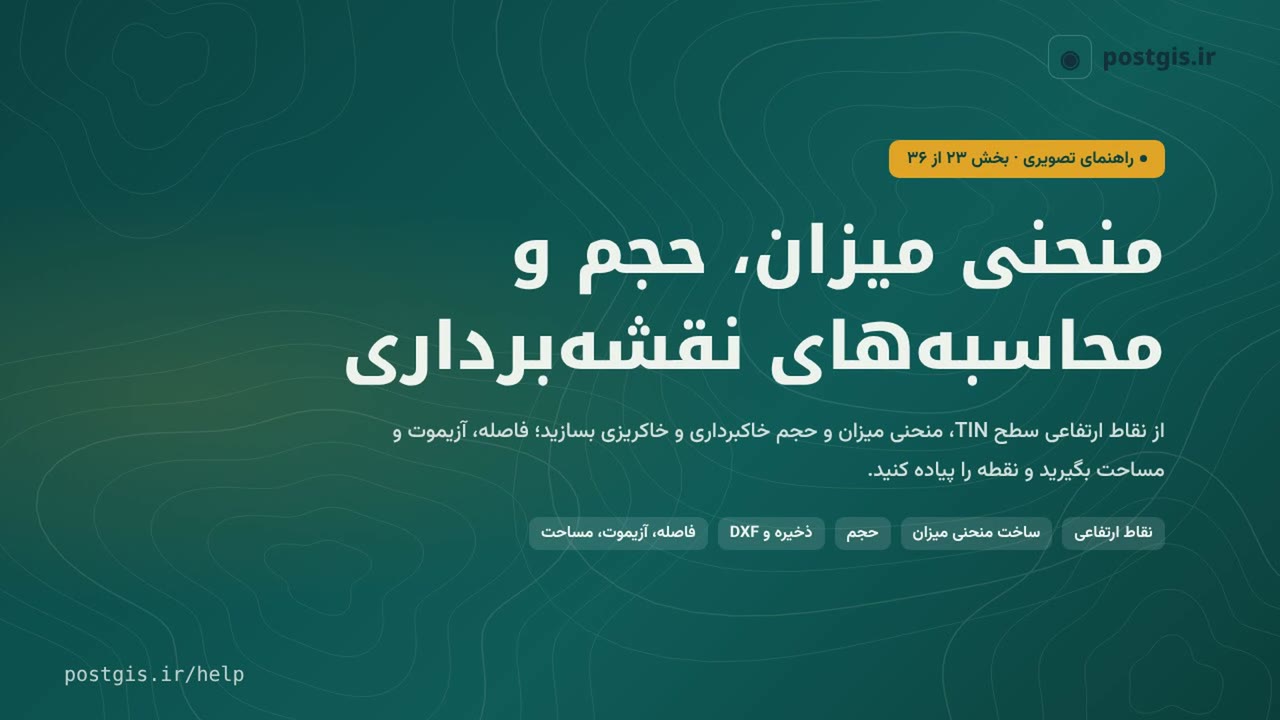 postgis.ir
راهنمای تصویری · بخش ۲۳ از ۳۶
منحنی میزان، حجم و
محاسبه‌های نقشه‌برداری
از نقاط ارتفاعی سطح TIN، منحنی میزان و حجم خاکبرداری و خاکریزی بسازید؛ فاصله، آزیموت و
مساحت بگیرید و نقطه را پیاده کنید.
نقاط ارتفاعی
ساخت منحنی میزان
حجم
ذخیره و DXF
فاصله، آزیموت، مساحت
postgis.ir/help